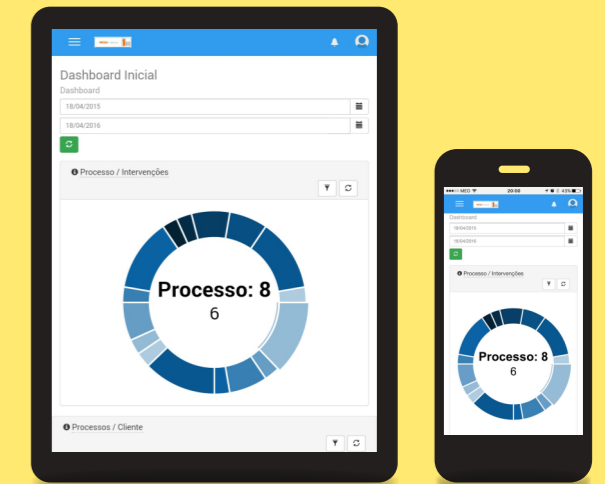 Dashboard Inicial
Dashboard
18/04/2015
18/04/2016
Processo / Intervenções
Processo: 8
6
Processos / Cliente
MEO 20:00 43%
Dashboard
18/04/2015
18/04/2016
Processo / Intervenções
Processo: 8
6